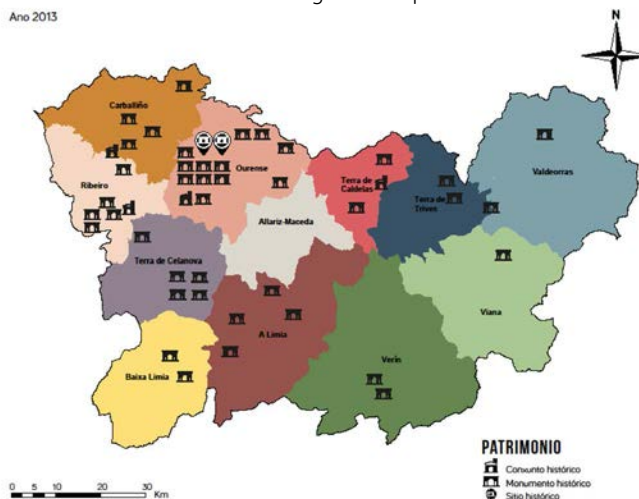 Ano 2013
N
Carballiño
Ourense
Ribeiro
Terra de
Caldelas
Terra de
Trives
Valdeorras
Allariz-Maceda
Terra de Celanova
A Limia
Viana
Baixa Limia
Verín
PATRIMONIO
Conxunto histórico
Monumento histórico
Sitio histórico
0 5 10 20 30
Km